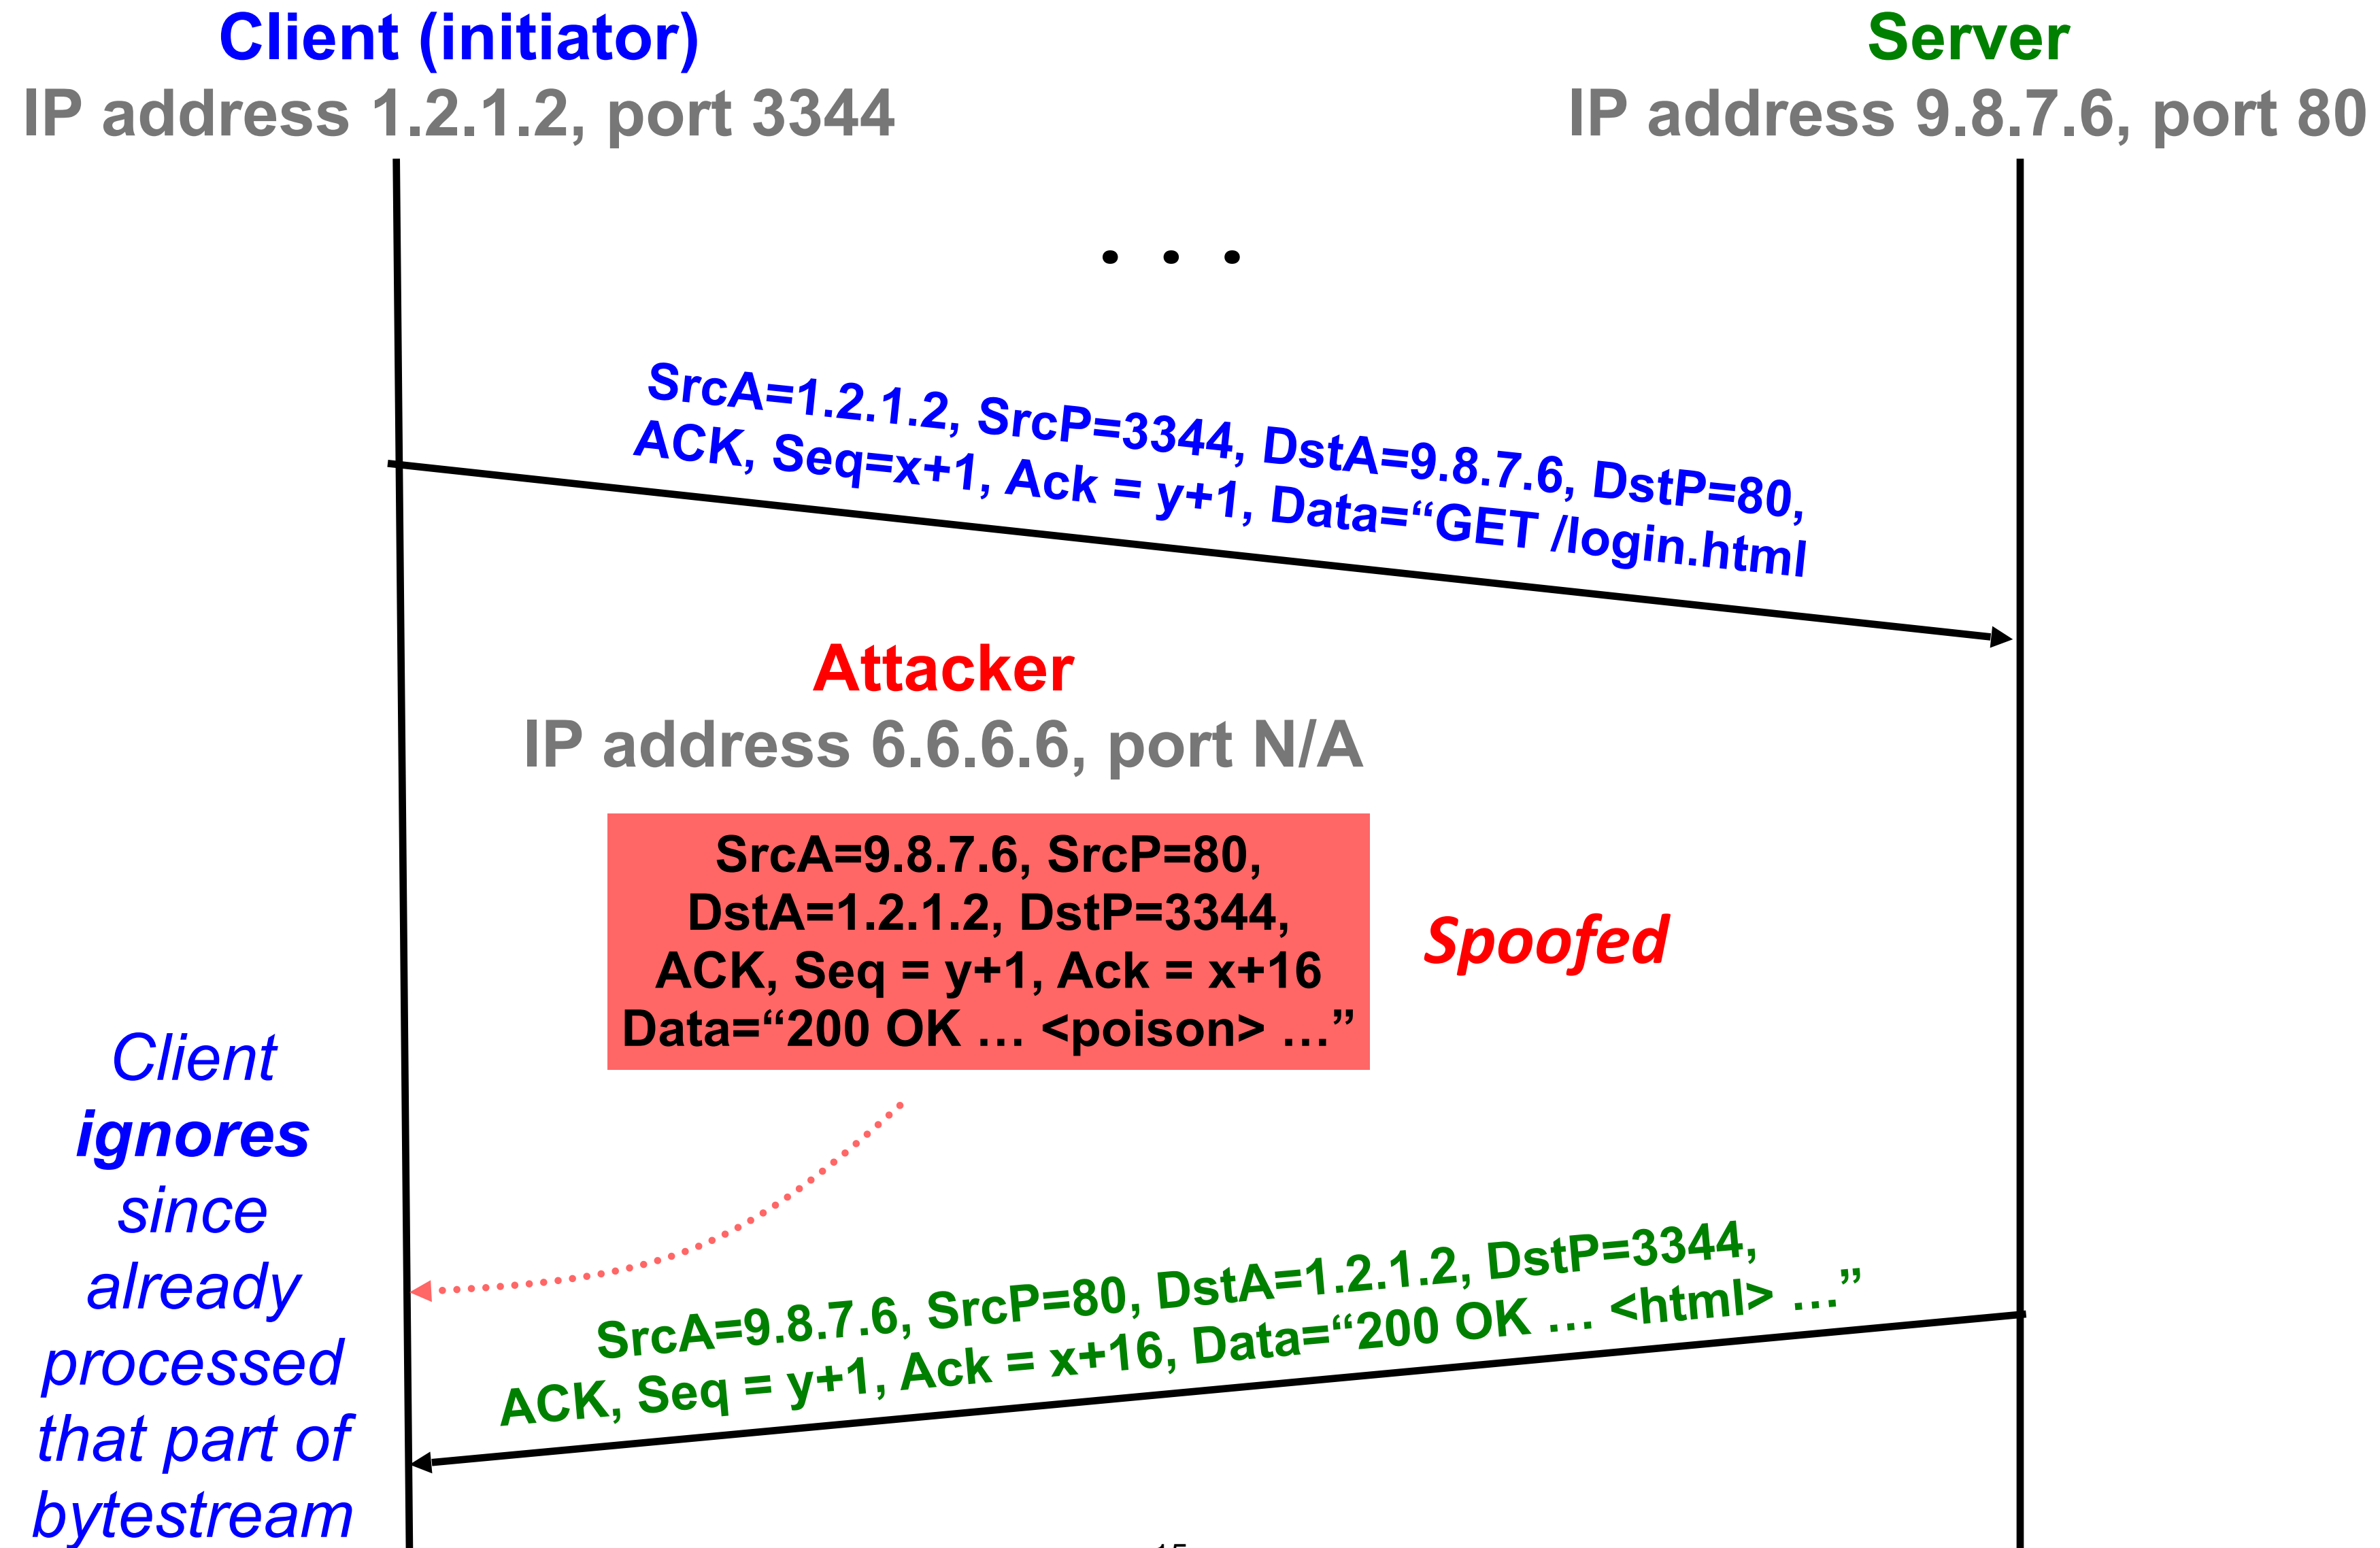 Client (initiator)
IP address 1.2.1.2, port 3344
Server
IP address 9.8.7.6, port 80
. . .
SrcA=1.2.1.2, SrcP=3344, DstA=9.8.7.6, DstP=80,
ACK, Seq=x+1, Ack = y+1, Data=“GET /login.html
Attacker
IP address 6.6.6.6, port N/A
SrcA=9.8.7.6, SrcP=80,
DstA=1.2.1.2, DstP=3344,
ACK, Seq = y+1, Ack = x+16
Data=“200 OK … <poison> …”
Spoofed
Client
ignores
since
already
processed
that part of
bytestream
SrcA=9.8.7.6, SrcP=80, DstA=1.2.1.2, DstP=3344,
ACK, Seq = y+1, Ack = x+16, Data=“200 OK … <html> …”